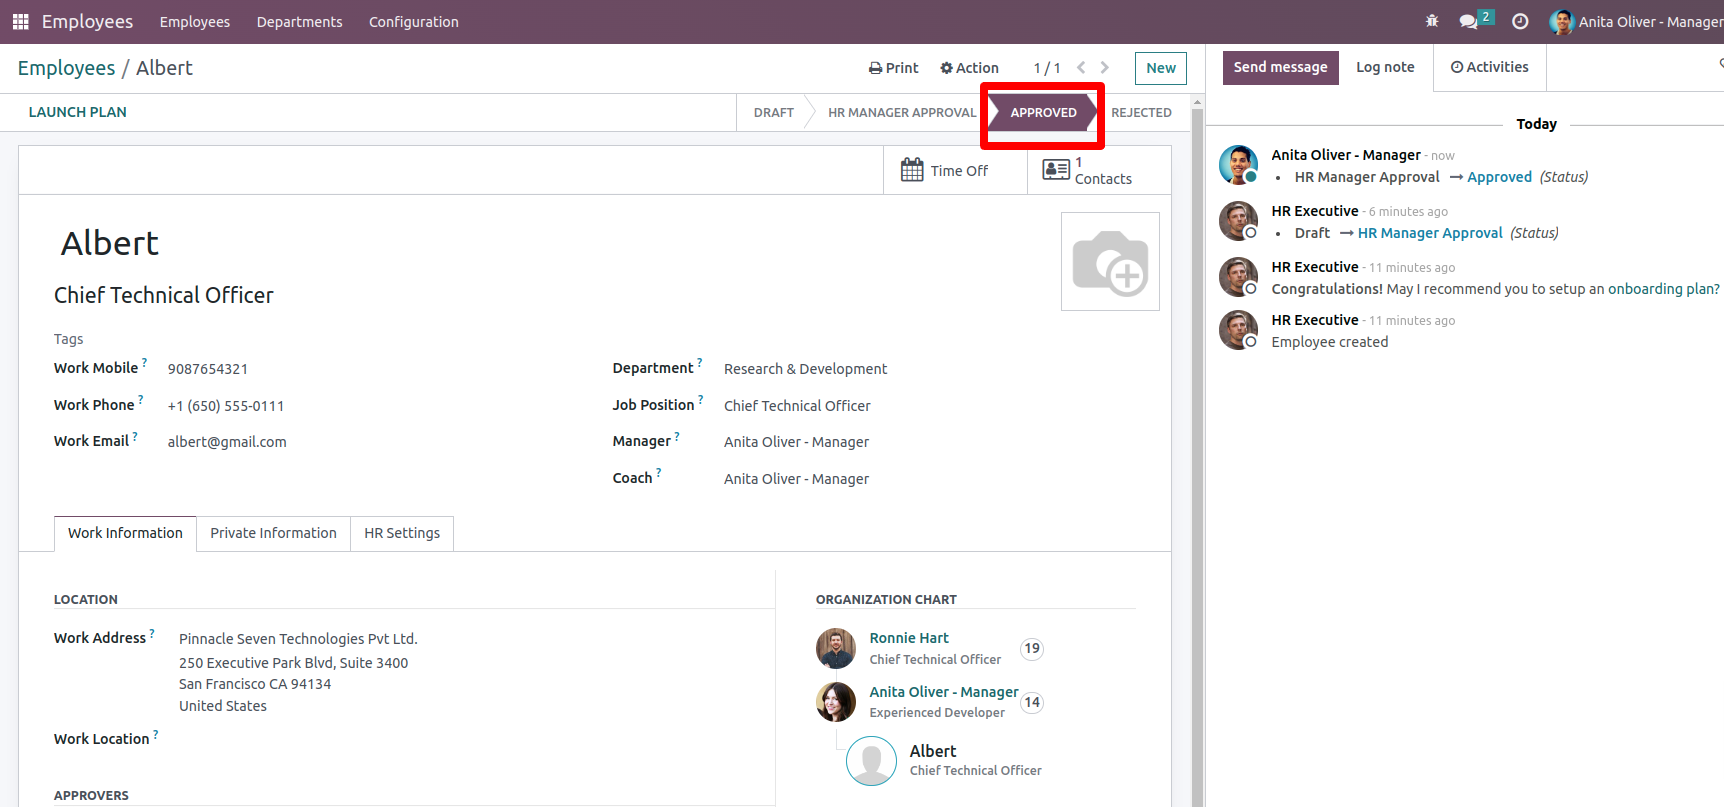 Employees Employees Departments Configuration 2 Anita Oliver - Manager
Employees / Albert Print Action 1 / 1 New
LAUNCH PLAN DRAFT HR MANAGER APPROVAL APPROVED REJECTED
Time Off 1 Contacts
Albert
Chief Technical Officer
Tags
Work Mobile ? 9087654321
Work Phone ? +1 (650) 555-0111
Work Email ? albert@gmail.com
Department ? Research & Development
Job Position ? Chief Technical Officer
Manager ? Anita Oliver - Manager
Coach ? Anita Oliver - Manager
Work Information Private Information HR Settings
LOCATION
Work Address ? Pinnacle Seven Technologies Pvt Ltd.
250 Executive Park Blvd, Suite 3400
San Francisco CA 94134
United States
Work Location ?
APPROVERS
ORGANIZATION CHART
Ronnie Hart 19
Chief Technical Officer
Anita Oliver - Manager 14
Experienced Developer
Albert
Chief Technical Officer
Send message Log note Activities
Today
Anita Oliver - Manager - now
• HR Manager Approval → Approved (Status)
HR Executive - 6 minutes ago
• Draft → HR Manager Approval (Status)
HR Executive - 11 minutes ago
Congratulations! May I recommend you to setup an onboarding plan?
HR Executive - 11 minutes ago
Employee created